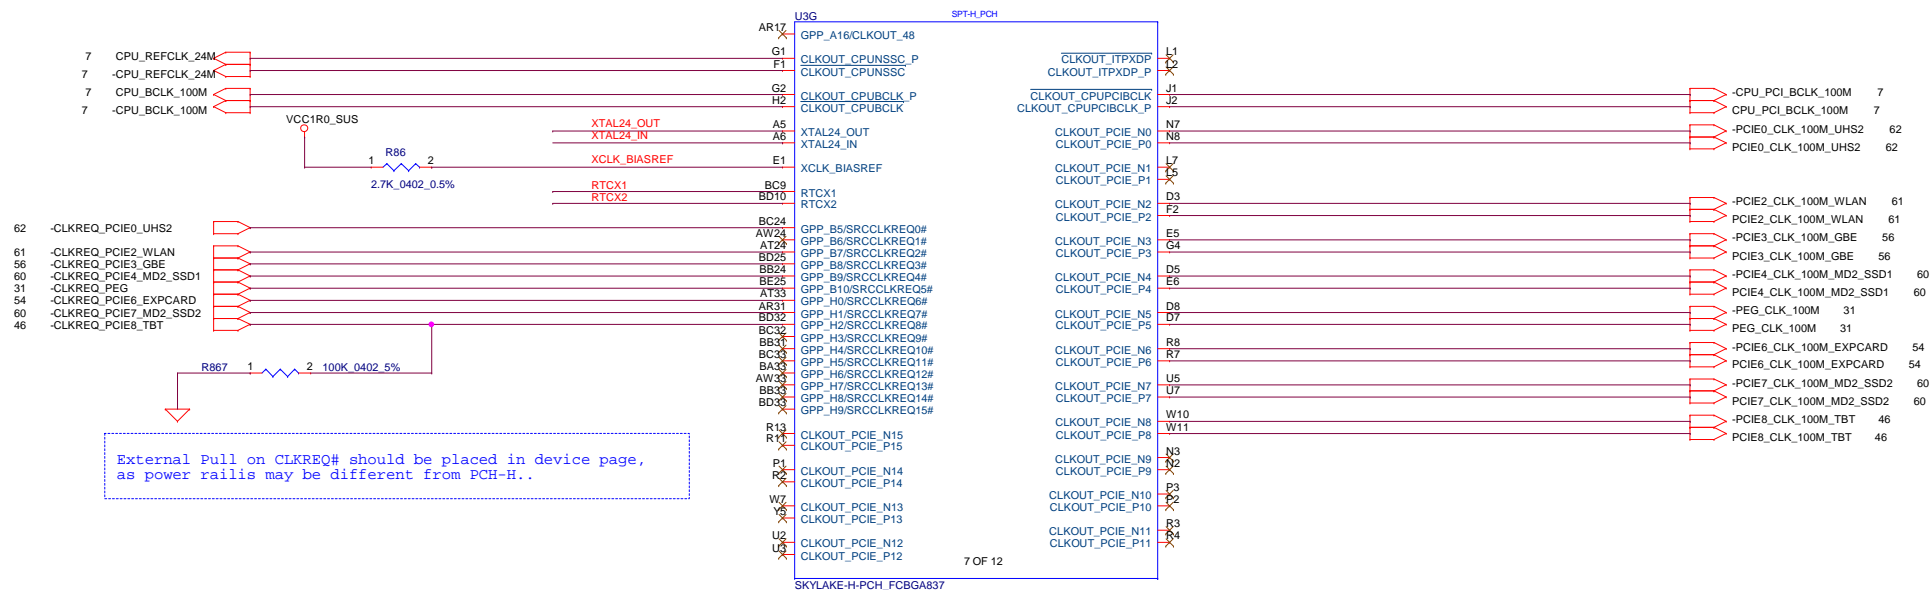 U3G
SPT-H_PCH
AR17 GPP_A16/CLKOUT_48
7 CPU_REFCLK_24M G1 CLKOUT_CPUNSSC_P
7 -CPU_REFCLK_24M F1 CLKOUT_CPUNSSC
7 CPU_BCLK_100M G2 CLKOUT_CPUBCLK_P
7 -CPU_BCLK_100M H2 CLKOUT_CPUBCLK
VCC1R0_SUS
XTAL24_OUT A5 XTAL24_OUT
XTAL24_IN A6 XTAL24_IN
R86
1 2 XCLK_BIASREF E1 XCLK_BIASREF
2.7K_0402_0.5%
RTCX1 BC9 RTCX1
RTCX2 BD10 RTCX2
62 -CLKREQ_PCIE0_UHS2 BC24 GPP_B5/SRCCLKREQ0#
AW24 GPP_B6/SRCCLKREQ1#
61 -CLKREQ_PCIE2_WLAN AT24 GPP_B7/SRCCLKREQ2#
56 -CLKREQ_PCIE3_GBE BD25 GPP_B8/SRCCLKREQ3#
60 -CLKREQ_PCIE4_MD2_SSD1 BB24 GPP_B9/SRCCLKREQ4#
31 -CLKREQ_PEG BE25 GPP_B10/SRCCLKREQ5#
54 -CLKREQ_PCIE6_EXPCARD AT33 GPP_H0/SRCCLKREQ6#
60 -CLKREQ_PCIE7_MD2_SSD2 AR31 GPP_H1/SRCCLKREQ7#
46 -CLKREQ_PCIE8_TBT BD32 GPP_H2/SRCCLKREQ8#
BC32 GPP_H3/SRCCLKREQ9#
BB31 GPP_H4/SRCCLKREQ10#
BC33 GPP_H5/SRCCLKREQ11#
BA33 GPP_H6/SRCCLKREQ12#
AW33 GPP_H7/SRCCLKREQ13#
BB33 GPP_H8/SRCCLKREQ14#
BD33 GPP_H9/SRCCLKREQ15#
R867 1 2 100K_0402_5%
R13 CLKOUT_PCIE_N15
R11 CLKOUT_PCIE_P15
P1 CLKOUT_PCIE_N14
R2 CLKOUT_PCIE_P14
W7 CLKOUT_PCIE_N13
Y5 CLKOUT_PCIE_P13
U2 CLKOUT_PCIE_N12
U3 CLKOUT_PCIE_P12
External Pull on CLKREQ# should be placed in device page,
as power railis may be different from PCH-H..
CLKOUT_ITPXDP L1
CLKOUT_ITPXDP_P L2
CLKOUT_CPUPCIBCLK J1 -CPU_PCI_BCLK_100M 7
CLKOUT_CPUPCIBCLK_P J2 CPU_PCI_BCLK_100M 7
CLKOUT_PCIE_N0 N7 -PCIE0_CLK_100M_UHS2 62
CLKOUT_PCIE_P0 N8 PCIE0_CLK_100M_UHS2 62
CLKOUT_PCIE_N1 L7
CLKOUT_PCIE_P1 L5
CLKOUT_PCIE_N2 D3 -PCIE2_CLK_100M_WLAN 61
CLKOUT_PCIE_P2 F2 PCIE2_CLK_100M_WLAN 61
CLKOUT_PCIE_N3 E5 -PCIE3_CLK_100M_GBE 56
CLKOUT_PCIE_P3 G4 PCIE3_CLK_100M_GBE 56
CLKOUT_PCIE_N4 D5 -PCIE4_CLK_100M_MD2_SSD1 60
CLKOUT_PCIE_P4 E6 PCIE4_CLK_100M_MD2_SSD1 60
CLKOUT_PCIE_N5 D8 -PEG_CLK_100M 31
CLKOUT_PCIE_P5 D7 PEG_CLK_100M 31
CLKOUT_PCIE_N6 R8 -PCIE6_CLK_100M_EXPCARD 54
CLKOUT_PCIE_P6 R7 PCIE6_CLK_100M_EXPCARD 54
CLKOUT_PCIE_N7 U5 -PCIE7_CLK_100M_MD2_SSD2 60
CLKOUT_PCIE_P7 U7 PCIE7_CLK_100M_MD2_SSD2 60
CLKOUT_PCIE_N8 W10 -PCIE8_CLK_100M_TBT 46
CLKOUT_PCIE_P8 W11 PCIE8_CLK_100M_TBT 46
CLKOUT_PCIE_N9 N3
CLKOUT_PCIE_P9 N2
CLKOUT_PCIE_N10 P3
CLKOUT_PCIE_P10 P2
CLKOUT_PCIE_N11 R3
CLKOUT_PCIE_P11 R4
7 OF 12
SKYLAKE-H-PCH_FCBGA837